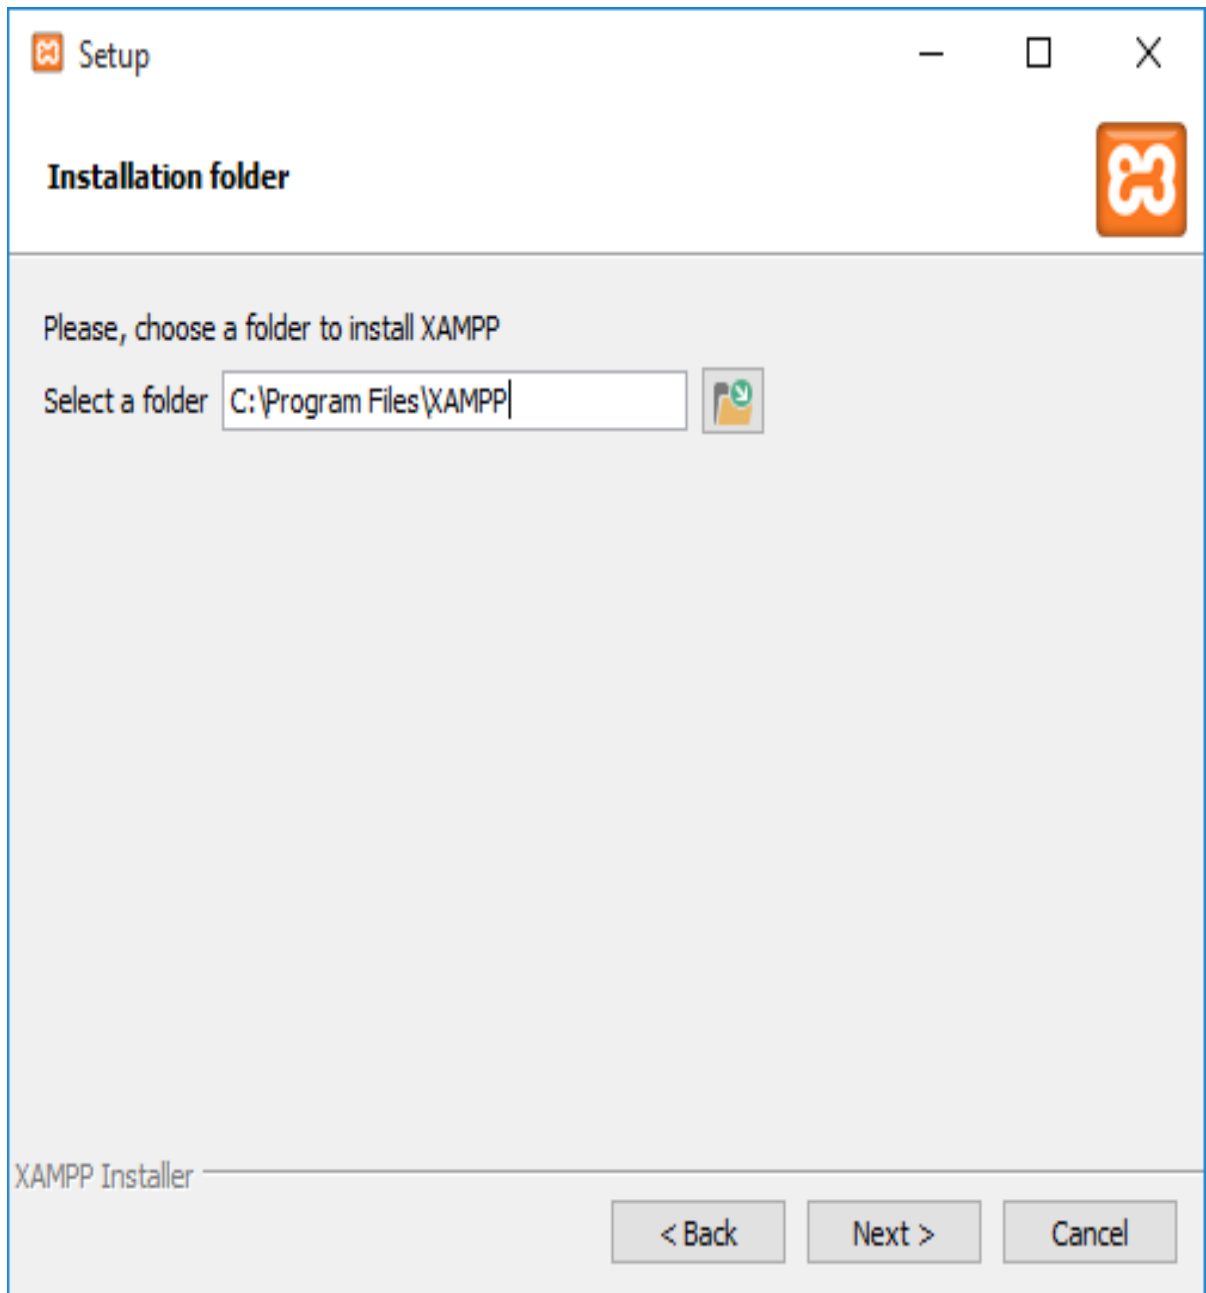 Setup
Installation folder
Please, choose a folder to install XAMPP
Select a folder C:\Program Files\XAMPP
XAMPP Installer
< Back Next > Cancel